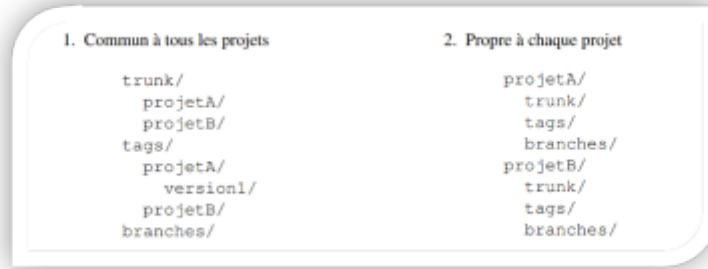 1. Commun à tous les projets
trunk/
projetA/
projetB/
tags/
projetA/
version1/
projetB/
branches/
2. Propre à chaque projet
projetA/
trunk/
tags/
branches/
projetB/
trunk/
tags/
branches/